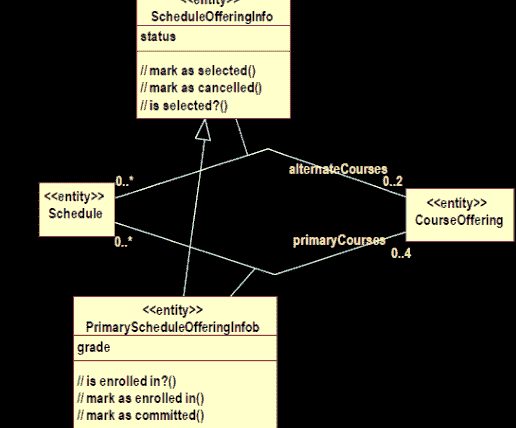 <<entity>>
ScheduleOfferingInfo
status
// mark as selected()
// mark as cancelled()
// is selected?()
alternateCourses
0..*
0..2
<<entity>>
Schedule
<<entity>>
CourseOffering
0..*
primaryCourses
0..4
<<entity>>
PrimaryScheduleOfferingInfob
grade
// is enrolled in?()
// mark as enrolled in()
// mark as committed()